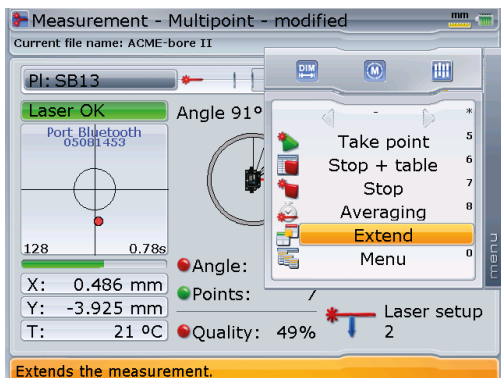 Measurement - Multipoint - modified mm
Current file name: ACME-bore II
PI: SB13
DIM M
Laser OK Angle 91º
Port Bluetooth
05081453
- *
Take point 5
Stop + table 6
Stop 7
Averaging 8
Extend
Menu 0
menu
128 0.78s
Angle:
X: 0.486 mm
Points: 7
Y: -3.925 mm
Laser setup
T: 21 ºC
Quality: 49%
2
Extends the measurement.